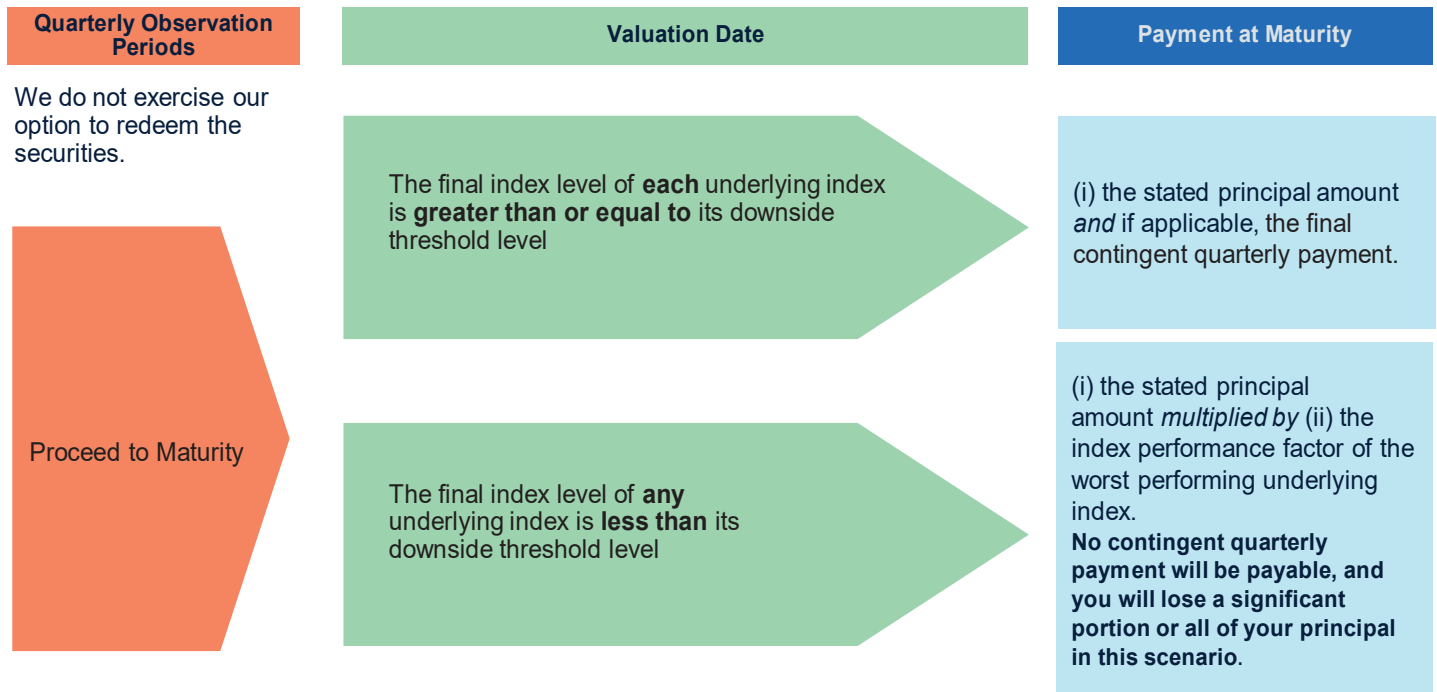 Quarterly Observation
Periods
Valuation Date
Payment at Maturity
We do not exercise our
option to redeem the
securities.
Proceed to Maturity
The final index level of each underlying index
is greater than or equal to its downside
threshold level
(i) the stated principal amount
and if applicable, the final
contingent quarterly payment.
The final index level of any
underlying index is less than its
downside threshold level
(i) the stated principal
amount multiplied by (ii) the
index performance factor of the
worst performing underlying
index.
No contingent quarterly
payment will be payable, and
you will lose a significant
portion or all of your principal
in this scenario.